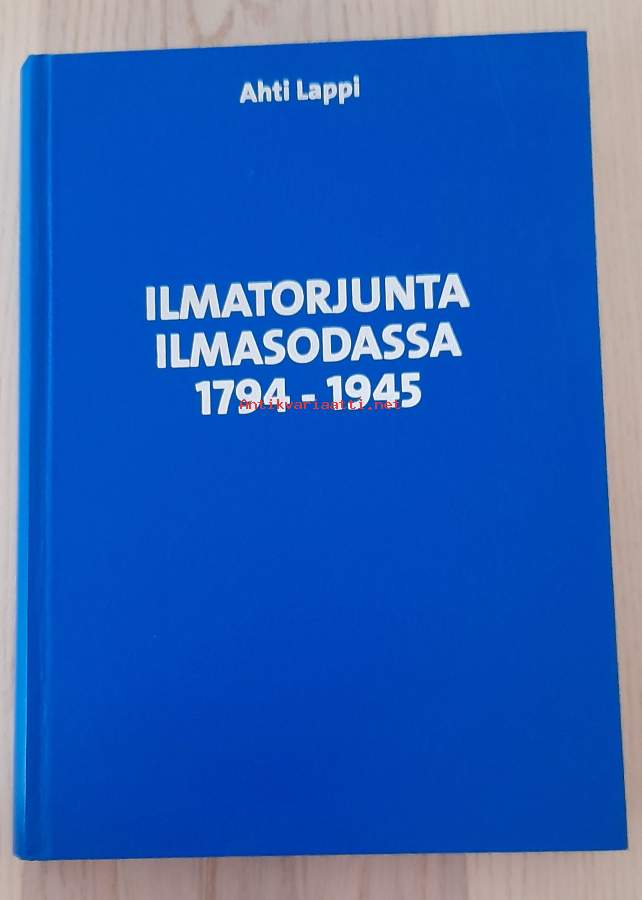 Ahti Lappi
ILMATORJUNTA
ILMASODASSA
1794 - 1945
Antikvariaatti.net